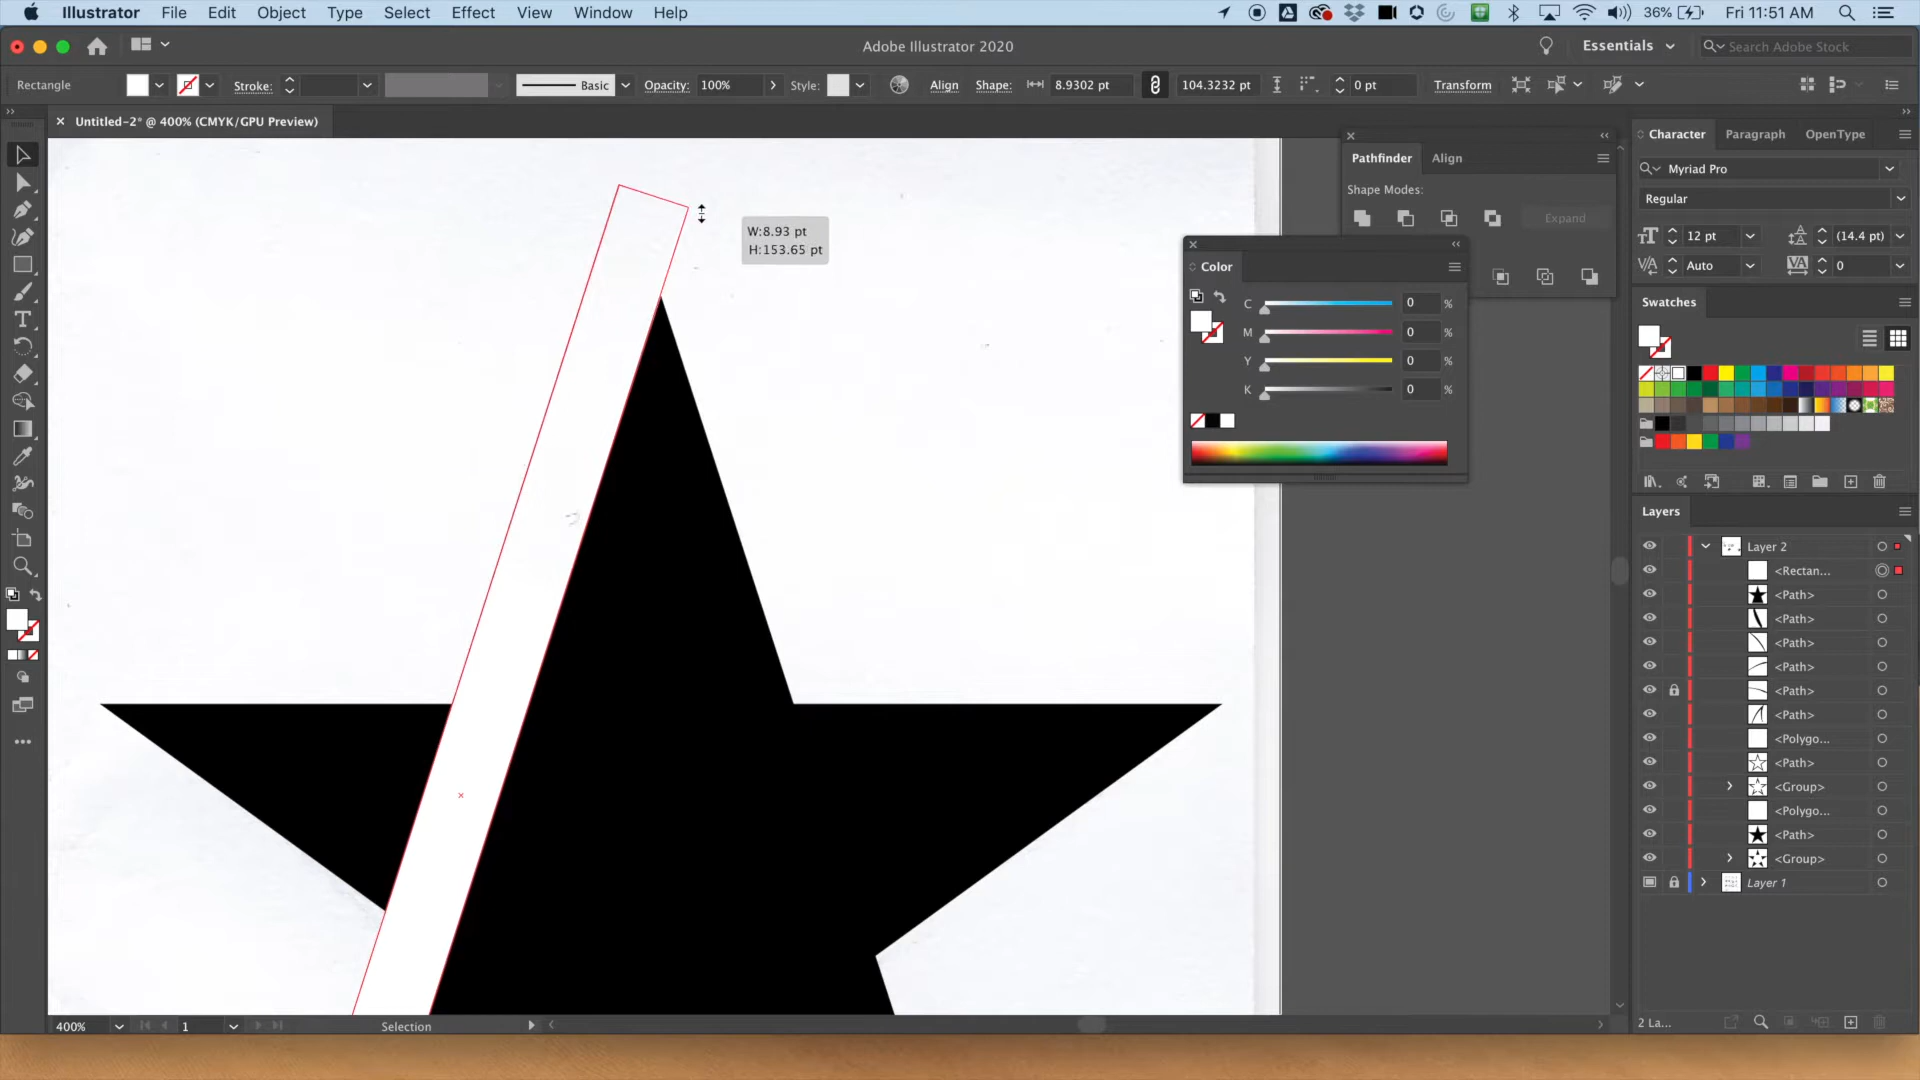 Illustrator File Edit Object Type Select Effect View Window Help 36% Fri 11:51 AM
Adobe Illustrator 2020 Essentials Search Adobe Stock
Rectangle Stroke: Basic Opacity: 100% Style: Align Shape: 8.9302 pt 104.3232 pt 0 pt Transform
Untitled-2* @ 400% (CMYK/GPU Preview)
W:8.93 pt
H:153.65 pt
Pathfinder Align
Shape Modes:
Expand
Color
C 0 %
M 0 %
Y 0 %
K 0 %
Character Paragraph OpenType
Myriad Pro
Regular
12 pt (14.4 pt)
Auto 0
Swatches
Layers
Layer 2
<Rectan...
<Path>
<Path>
<Path>
<Path>
<Path>
<Path>
<Polygo...
<Path>
<Group>
<Polygo...
<Path>
<Group>
Layer 1
2 La...
400% 1 Selection